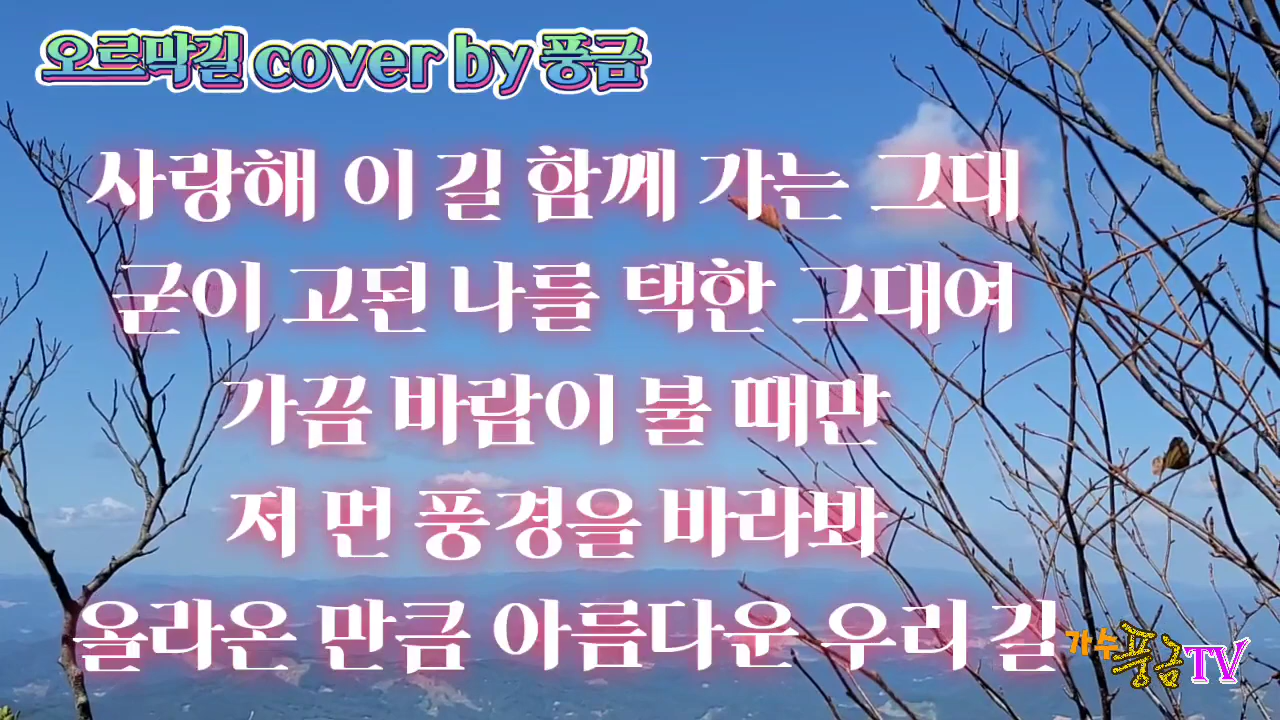 오르막길 cover by 풍금
사랑해 이 길 함께 가는 그대
굳이 고된 나를 택한 그대여
가끔 바람이 불 때만
저 먼 풍경을 바라봐
올라온 만큼 아름다운 우리 길
가수풍금TV